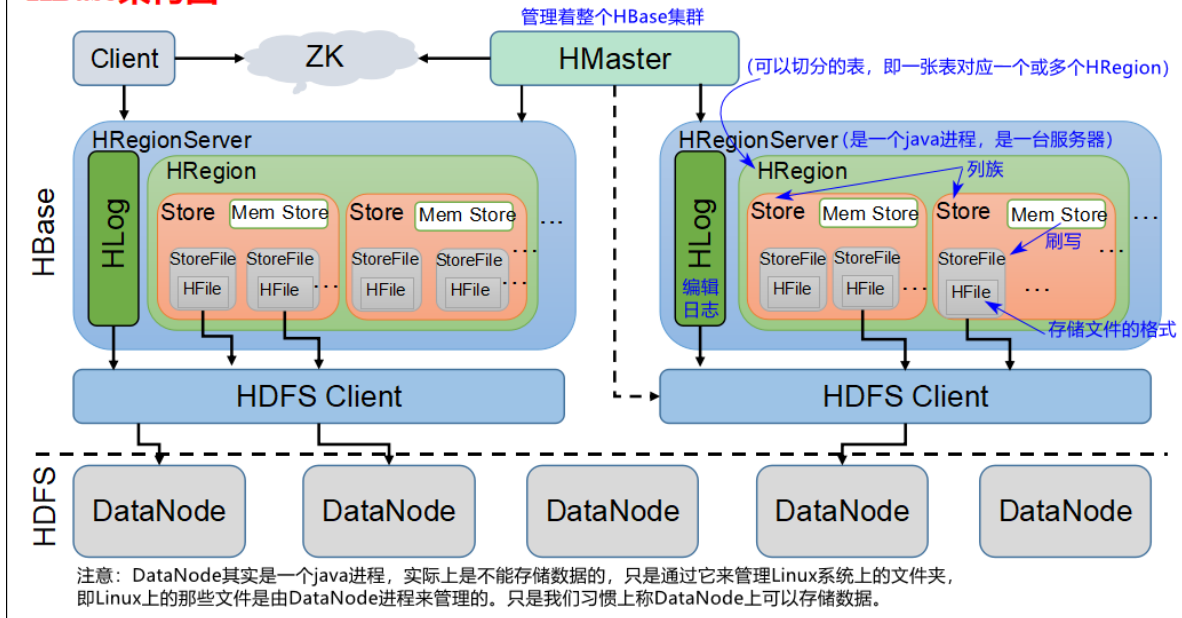 管理着整个HBase集群
Client
ZK
HMaster
(可以切分的表，即一张表对应一个或多个HRegion)
HBase
HRegionServer
HLog
HRegion
Store
Mem Store
StoreFile
HFile
StoreFile
HFile
...
Store
Mem Store
...
StoreFile
HFile
StoreFile
HFile
...
...
HRegionServer (是一个java进程，是一台服务器)
HLog
编辑
日志
HRegion
列族
Store
Mem Store
StoreFile
HFile
StoreFile
HFile
...
Store
Mem Store
...
刷写
StoreFile
HFile
...
...
存储文件的格式
HDFS Client
HDFS Client
HDFS
DataNode
DataNode
DataNode
DataNode
DataNode
注意：DataNode其实是一个java进程，实际上是不能存储数据的，只是通过它来管理Linux系统上的文件夹，
即Linux上的那些文件是由DataNode进程来管理的。只是我们习惯上称DataNode上可以存储数据。